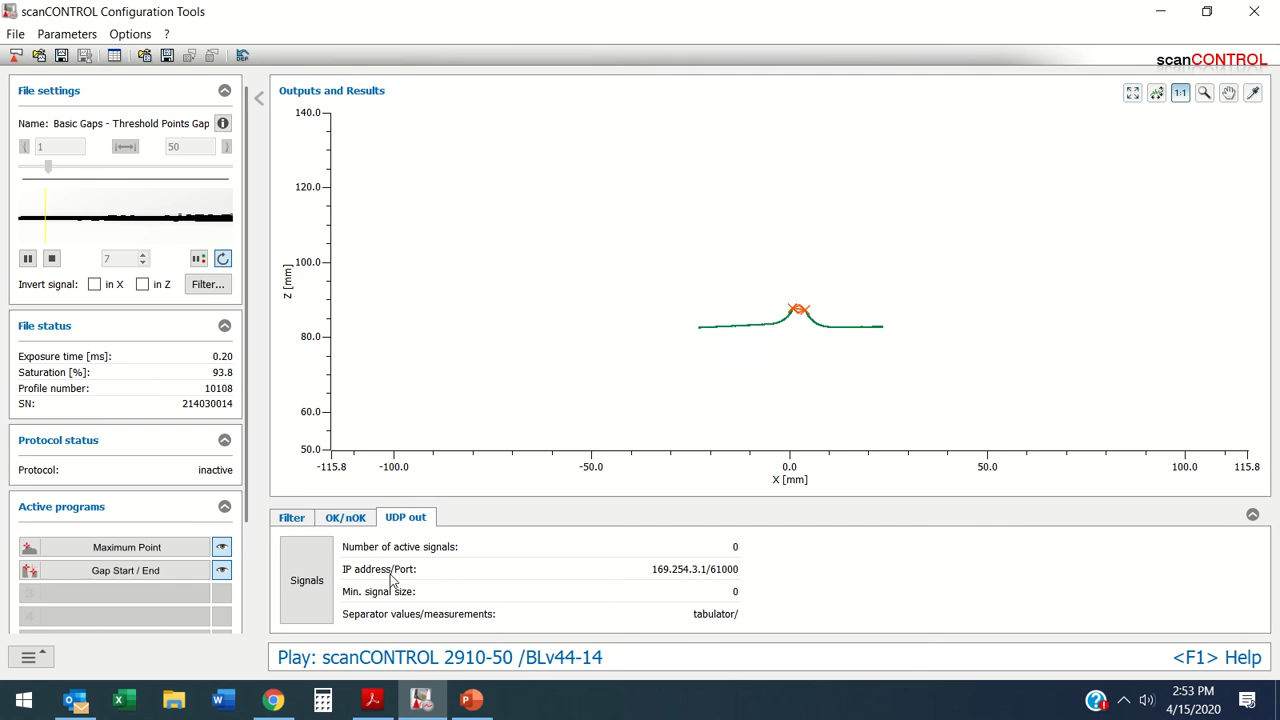 scanCONTROL Configuration Tools
File Parameters Options ?
scanCONTROL
File settings
Name: Basic Gaps - Threshold Points Gap
1 50
7
Invert signal: in X in Z Filter...
File status
Exposure time [ms]: 0.20
Saturation [%]: 93.8
Profile number: 10108
SN: 214030014
Protocol status
Protocol: inactive
Active programs
Maximum Point
Gap Start / End
3
4
Outputs and Results
1:1
140.0
120.0
100.0
80.0
60.0
50.0
Z [mm]
-115.8 -100.0 -50.0 0.0 50.0 100.0 115.8
X [mm]
Filter OK/nOK UDP out
Signals
Number of active signals: 0
IP address/Port: 169.254.3.1/61000
Min. signal size: 0
Separator values/measurements: tabulator/
Play: scanCONTROL 2910-50 /BLv44-14 <F1> Help
2:53 PM
4/15/2020